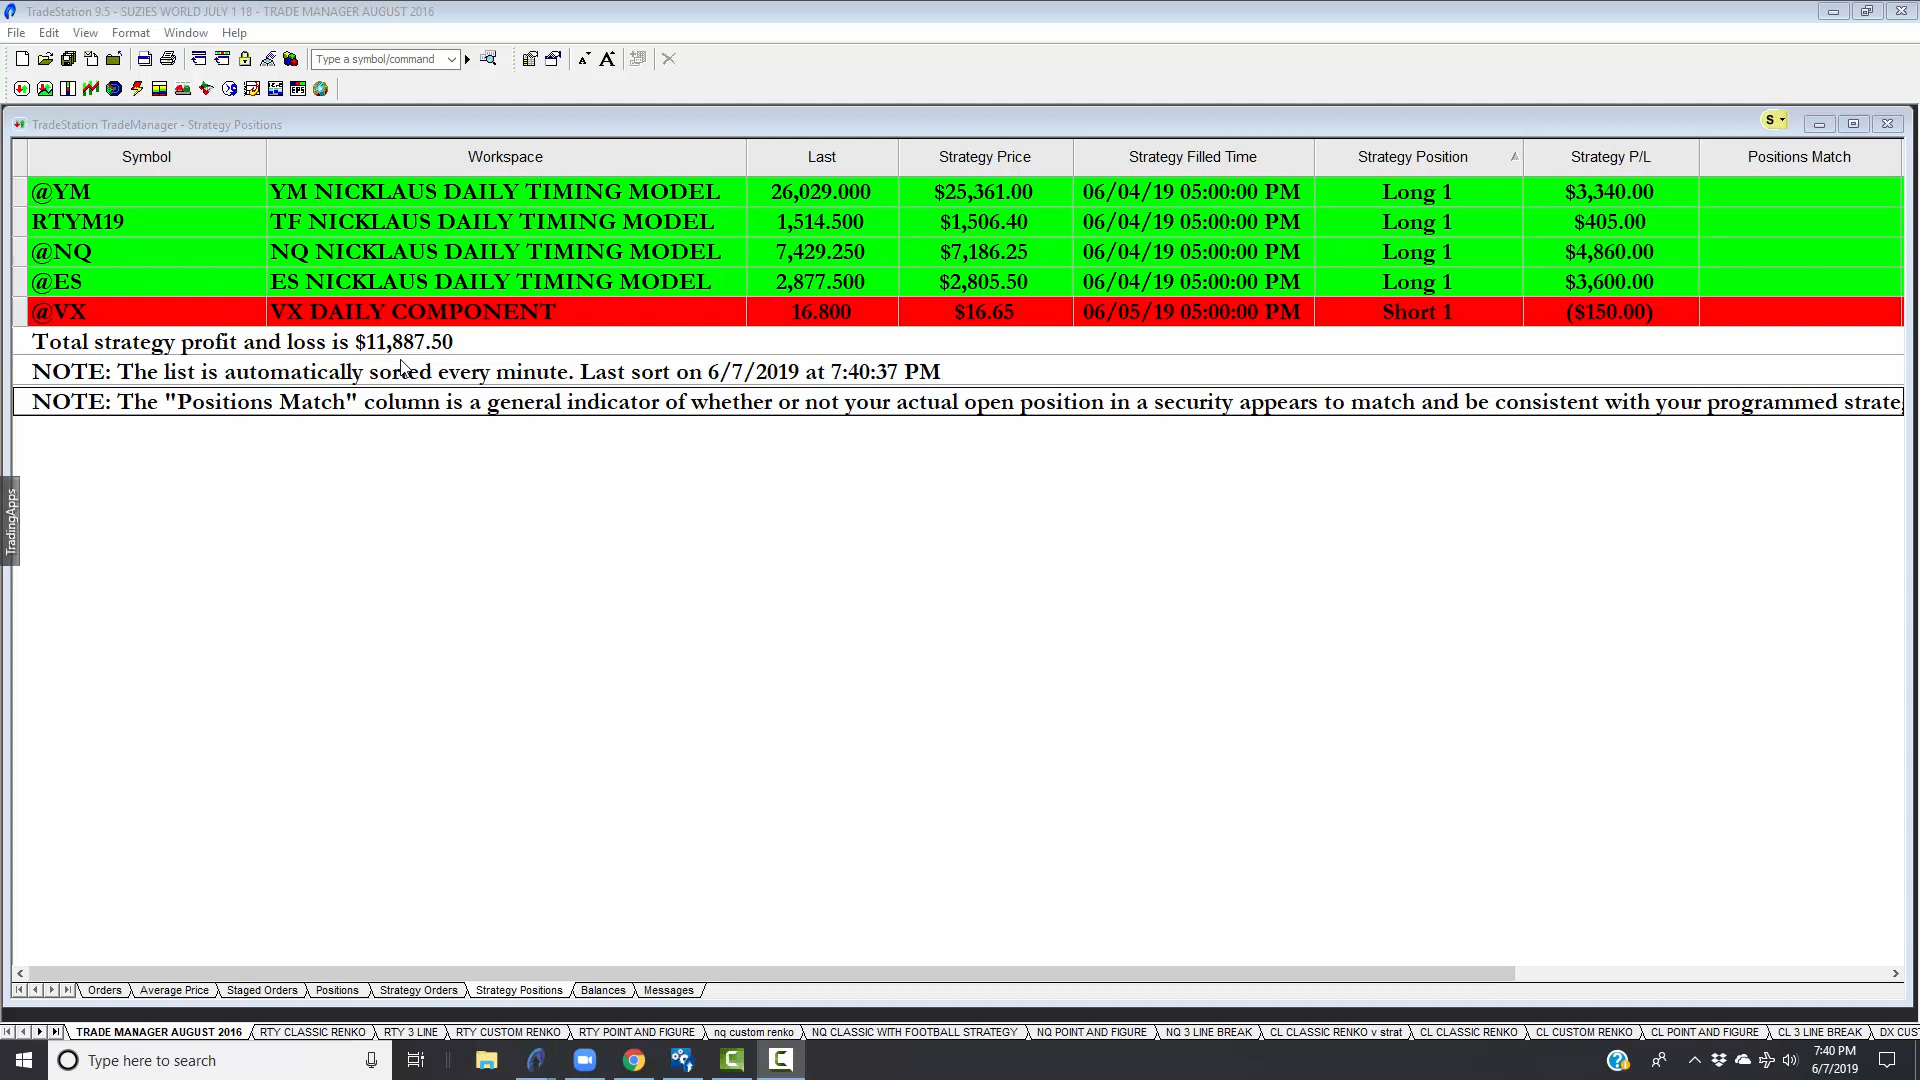 TradeStation 9.5 - SUZIES WORLD JULY 1 18 - TRADE MANAGER AUGUST 2016
File Edit View Format Window Help
Type a symbol/command
TradeStation TradeManager - Strategy Positions
S
Symbol Workspace Last Strategy Price Strategy Filled Time Strategy Position Strategy P/L Positions Match
@YM YM NICKLAUS DAILY TIMING MODEL 26,029.000 $25,361.00 06/04/19 05:00:00 PM Long 1 $3,340.00
RTYM19 TF NICKLAUS DAILY TIMING MODEL 1,514.500 $1,506.40 06/04/19 05:00:00 PM Long 1 $405.00
@NQ NQ NICKLAUS DAILY TIMING MODEL 7,429.250 $7,186.25 06/04/19 05:00:00 PM Long 1 $4,860.00
@ES ES NICKLAUS DAILY TIMING MODEL 2,877.500 $2,805.50 06/04/19 05:00:00 PM Long 1 $3,600.00
@VX VX DAILY COMPONENT 16.800 $16.65 06/05/19 05:00:00 PM Short 1 ($150.00)
Total strategy profit and loss is $11,887.50
NOTE: The list is automatically sorted every minute. Last sort on 6/7/2019 at 7:40:37 PM
NOTE: The "Positions Match" column is a general indicator of whether or not your actual open position in a security appears to match and be consistent with your programmed strateg
TradingApps
Orders Average Price Staged Orders Positions Strategy Orders Strategy Positions Balances Messages
TRADE MANAGER AUGUST 2016 RTY CLASSIC RENKO RTY 3 LINE RTY CUSTOM RENKO RTY POINT AND FIGURE nq custom renko NQ CLASSIC WITH FOOTBALL STRATEGY NQ POINT AND FIGURE NQ 3 LINE BREAK CL CLASSIC RENKO v strat CL CLASSIC RENKO CL CUSTOM RENKO CL POINT AND FIGURE CL 3 LINE BREAK DX CUST
Type here to search
7:40 PM
6/7/2019